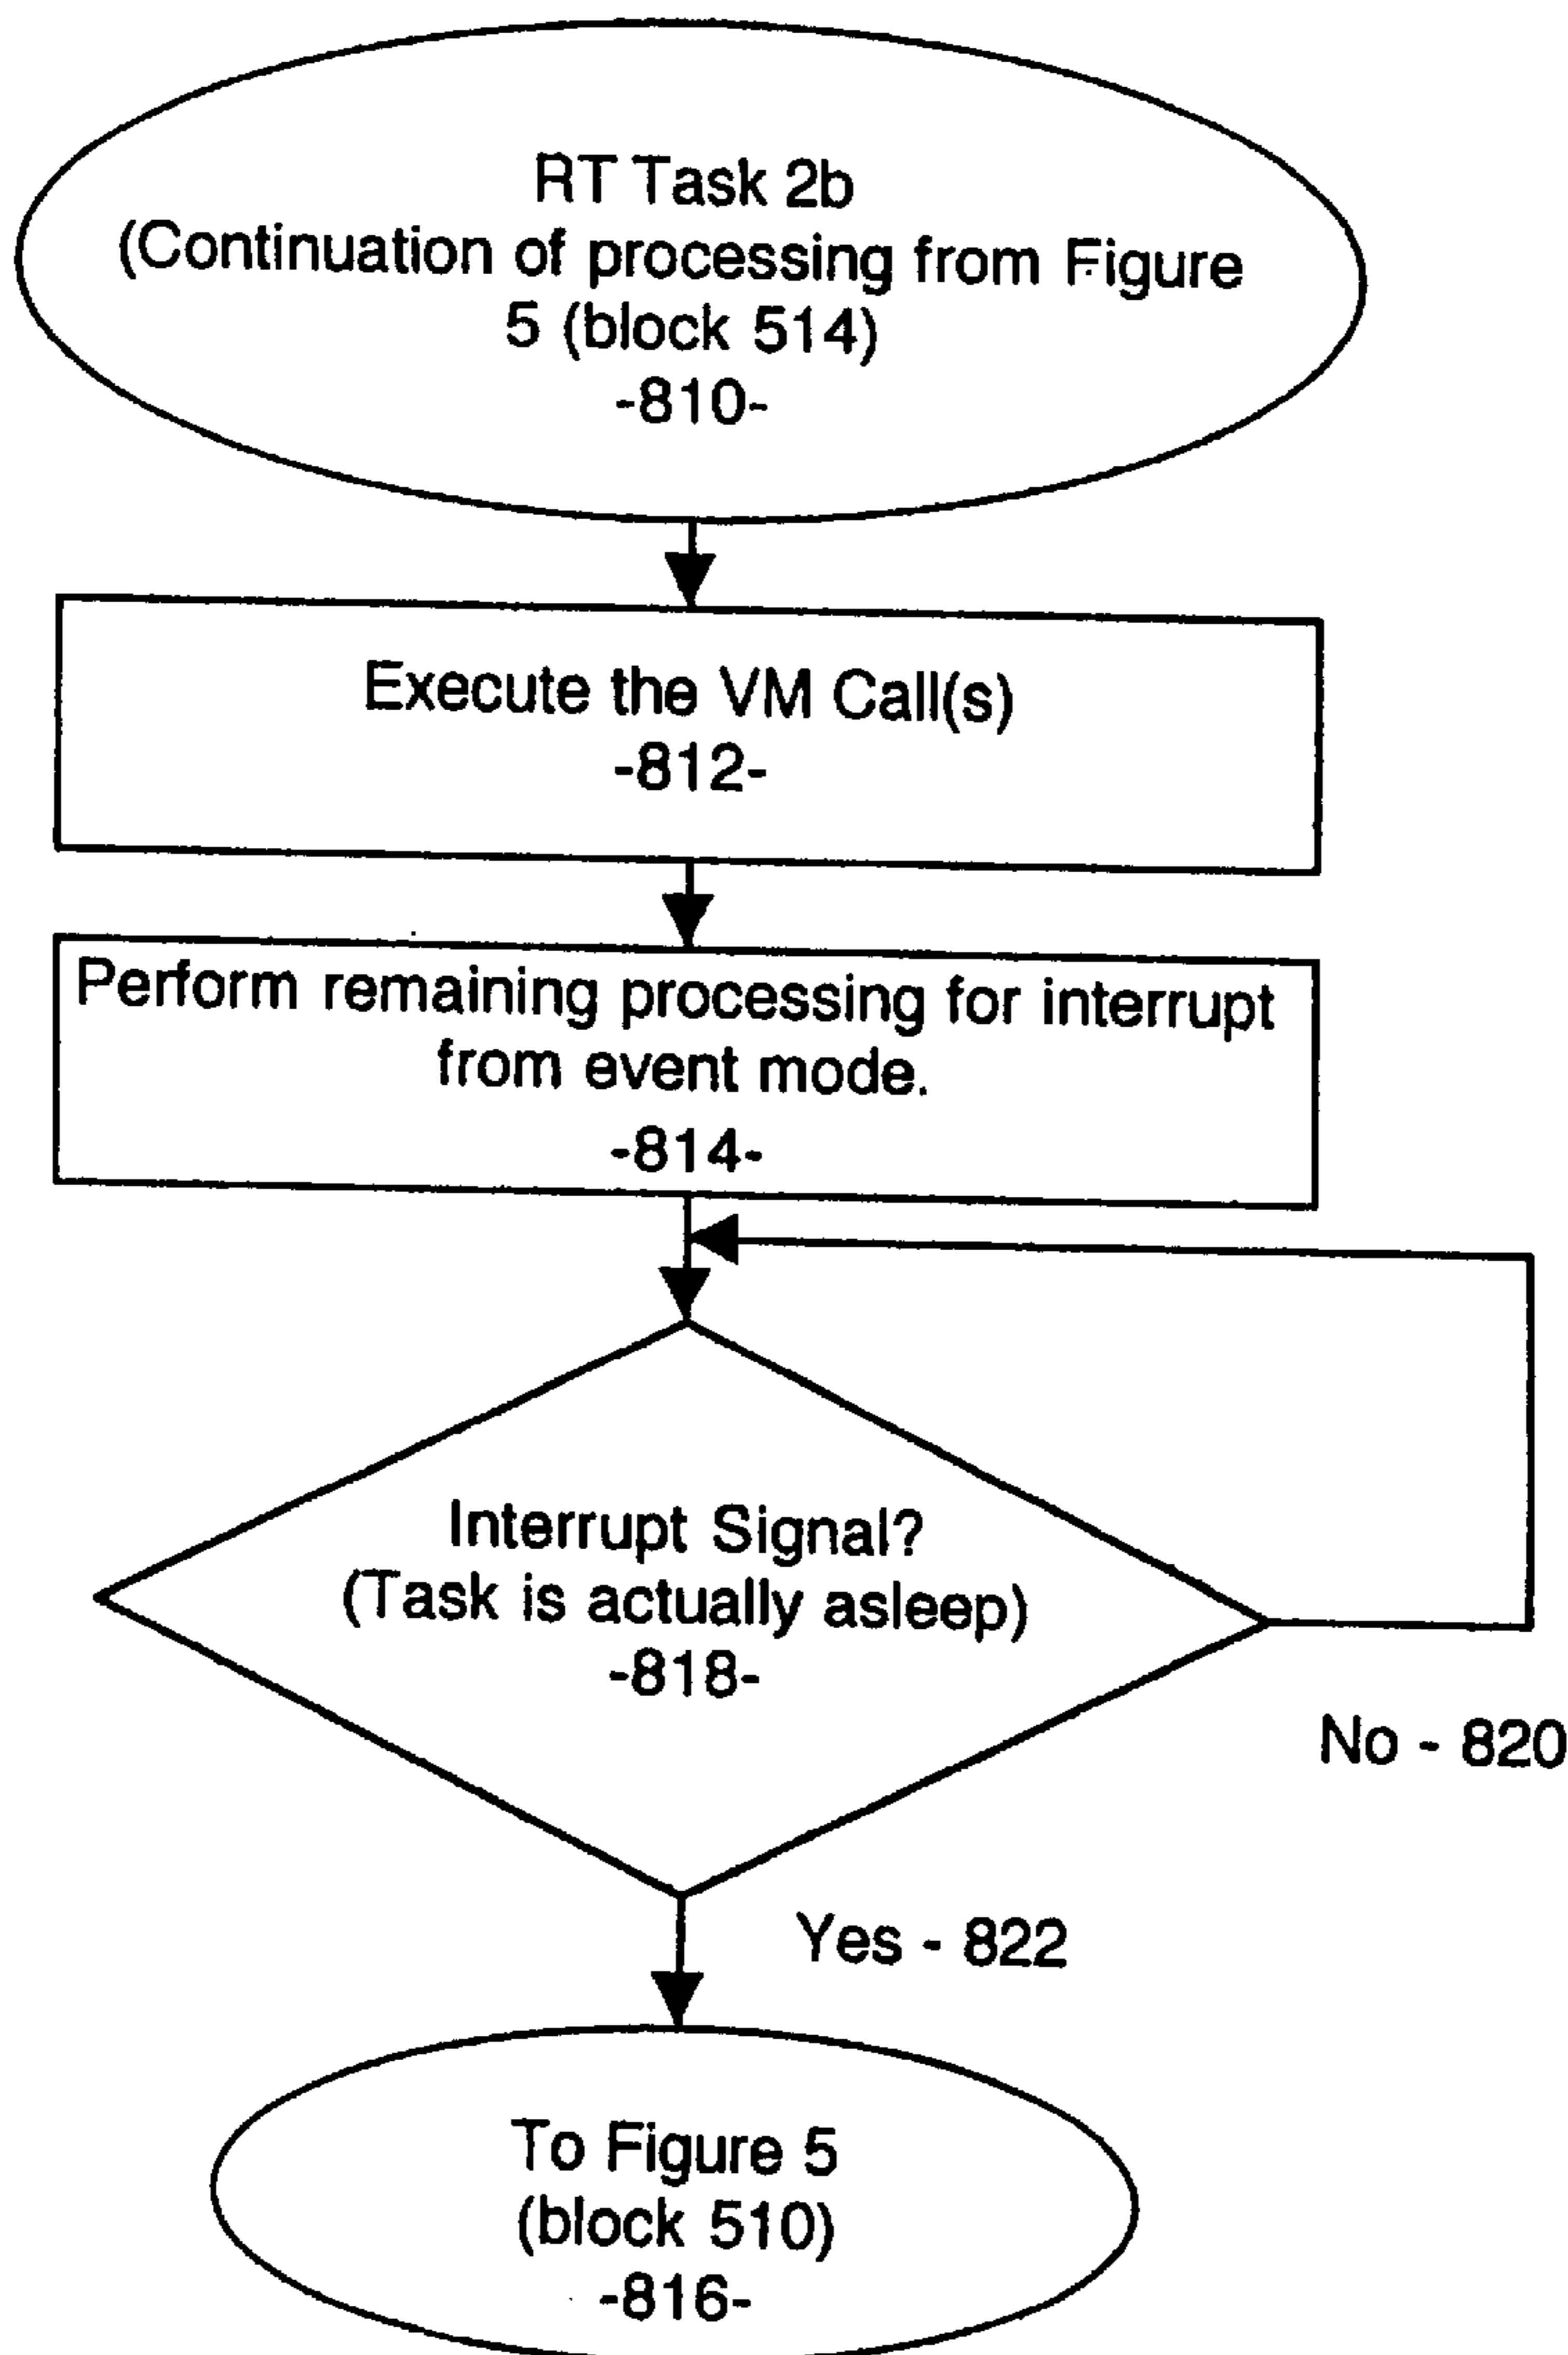 RT Task 2b
(Continuation of processing from Figure
5 (block 514)
-810-
Execute the VM Call(s)
-812-
Perform remaining processing for interrupt
from event mode.
-814-
Interrupt Signal?
(Task is actually asleep)
-818-
No - 820
Yes - 822
To Figure 5
(block 510)
-816-